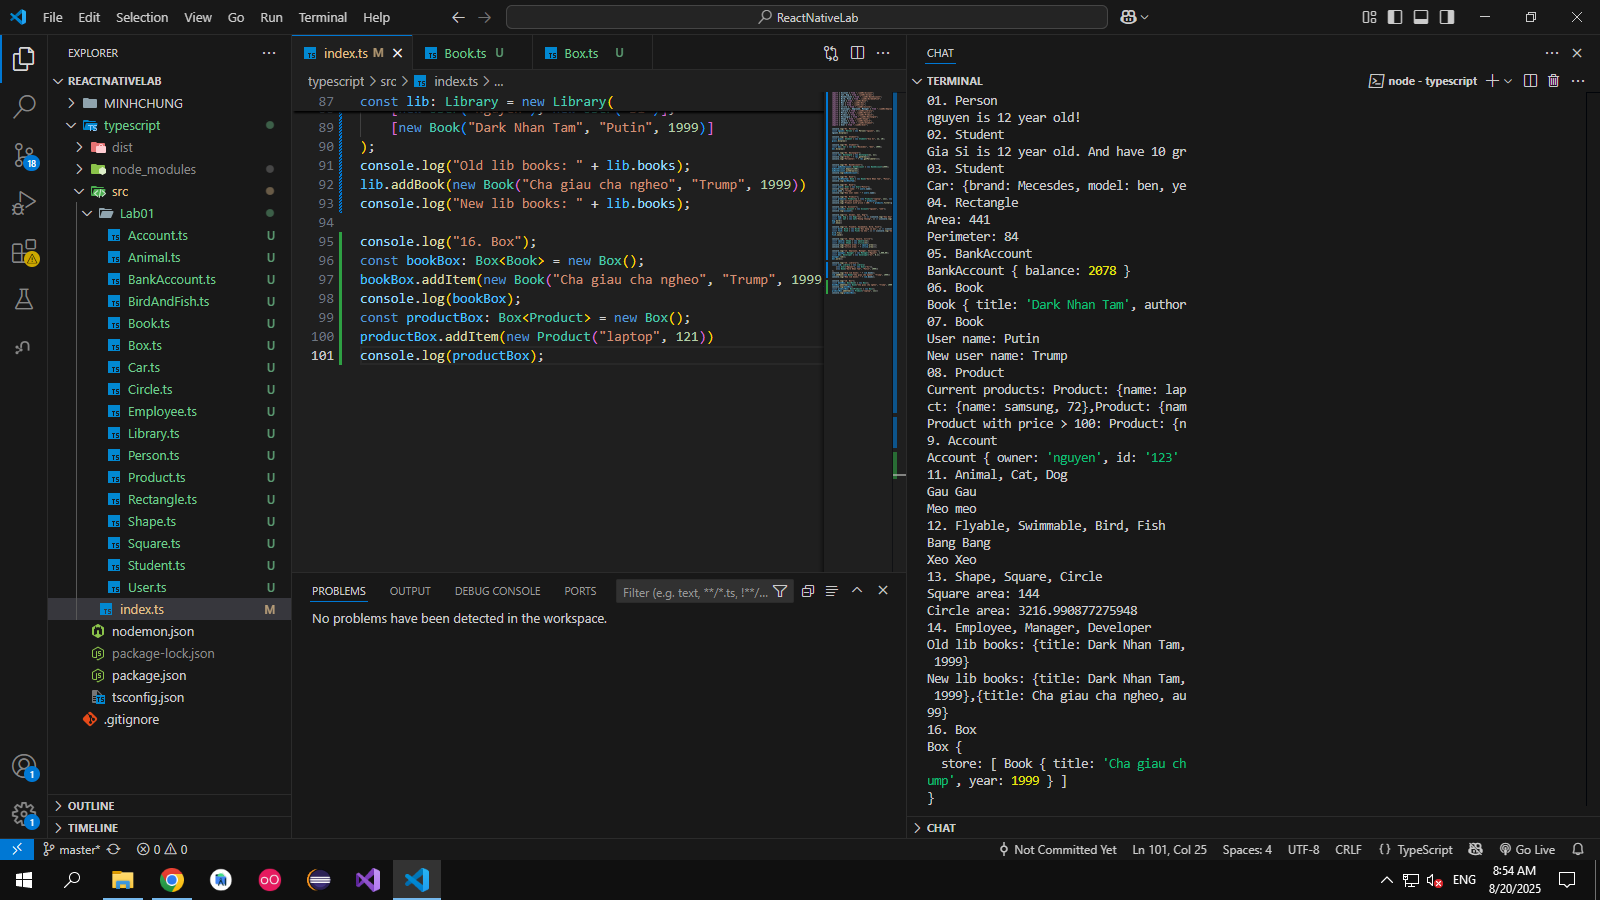 File Edit Selection View Go Run Terminal Help
ReactNativeLab
EXPLORER
REACTNATIVELAB
MINHCHUNG
typescript
dist
node_modules
src
Lab01
Account.ts U
Animal.ts U
BankAccount.ts U
BirdAndFish.ts U
Book.ts U
Box.ts U
Car.ts U
Circle.ts U
Employee.ts U
Library.ts U
Person.ts U
Product.ts U
Rectangle.ts U
Shape.ts U
Square.ts U
Student.ts U
User.ts U
index.ts M
nodemon.json
package-lock.json
package.json
tsconfig.json
.gitignore
OUTLINE
TIMELINE
18
1
1
index.ts M
Book.ts U
Box.ts U
typescript > src > index.ts > ...
87 const lib: Library = new Library(
89 [new Book("Dark Nhan Tam", "Putin", 1999)]
90 );
91 console.log("Old lib books: " + lib.books);
92 lib.addBook(new Book("Cha giau cha ngheo", "Trump", 1999))
93 console.log("New lib books: " + lib.books);
94
95 console.log("16. Box");
96 const bookBox: Box<Book> = new Box();
97 bookBox.addItem(new Book("Cha giau cha ngheo", "Trump", 1999
98 console.log(bookBox);
99 const productBox: Box<Product> = new Box();
100 productBox.addItem(new Product("laptop", 121))
101 console.log(productBox);
PROBLEMS OUTPUT DEBUG CONSOLE PORTS
Filter (e.g. text, **/*.ts, !**/...
No problems have been detected in the workspace.
CHAT
TERMINAL
node - typescript
01. Person
nguyen is 12 year old!
02. Student
Gia Si is 12 year old. And have 10 gr
03. Student
Car: {brand: Mecesdes, model: ben, ye
04. Rectangle
Area: 441
Perimeter: 84
05. BankAccount
BankAccount { balance: 2078 }
06. Book
Book { title: 'Dark Nhan Tam', author
07. Book
User name: Putin
New user name: Trump
08. Product
Current products: Product: {name: lap
ct: {name: samsung, 72},Product: {nam
Product with price > 100: Product: {n
9. Account
Account { owner: 'nguyen', id: '123'
11. Animal, Cat, Dog
Gau Gau
Meo meo
12. Flyable, Swimmable, Bird, Fish
Bang Bang
Xeo Xeo
13. Shape, Square, Circle
Square area: 144
Circle area: 3216.990877275948
14. Employee, Manager, Developer
Old lib books: {title: Dark Nhan Tam,
1999}
New lib books: {title: Dark Nhan Tam,
1999},{title: Cha giau cha ngheo, au
99}
16. Box
Box {
store: [ Book { title: 'Cha giau ch
ump', year: 1999 } ]
}
CHAT
master* 0 0
Not Committed Yet Ln 101, Col 25 Spaces: 4 UTF-8 CRLF {} TypeScript Go Live
ENG
8:54 AM
8/20/2025